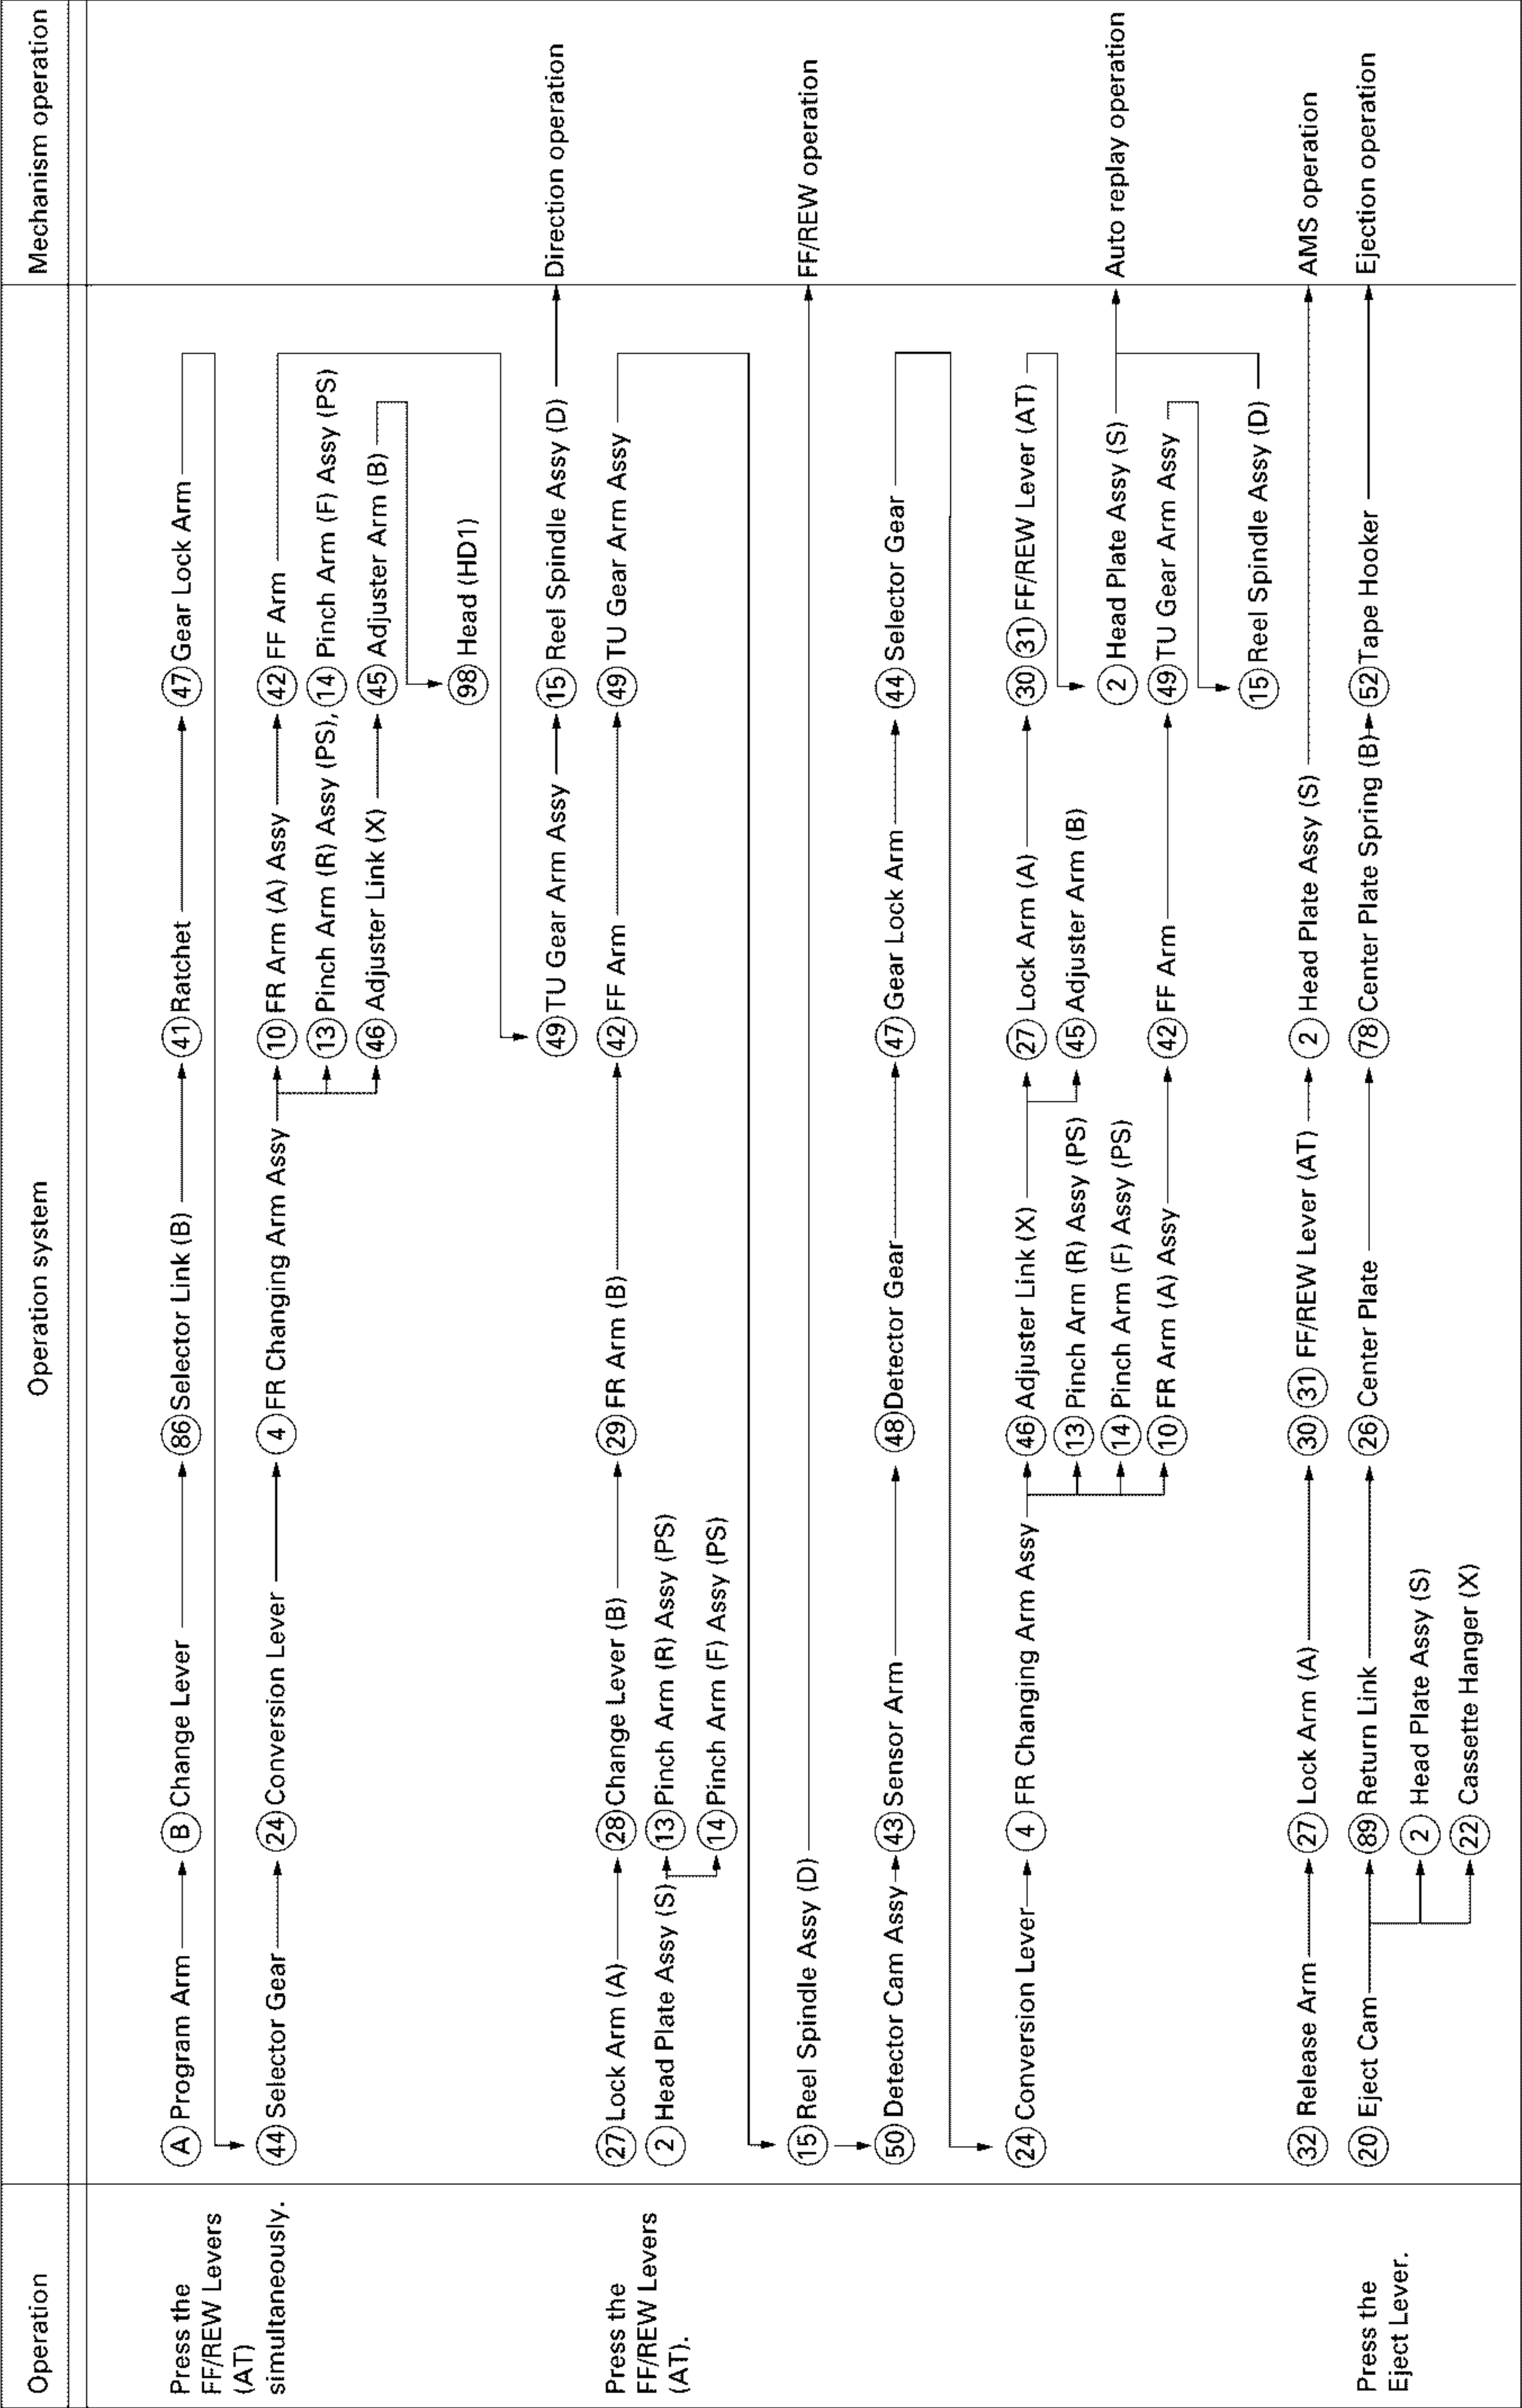 Operation
Operation system
Mechanism operation
Press the
FF/REW Levers
(AT)
simultaneously.
A Program Arm
B Change Lever
86 Selector Link (B)
41 Ratchet
47 Gear Lock Arm
44 Selector Gear
24 Conversion Lever
4 FR Changing Arm Assy
10 FR Arm (A) Assy
42 FF Arm
13 Pinch Arm (R) Assy (PS), 14 Pinch Arm (F) Assy (PS)
46 Adjuster Link (X)
45 Adjuster Arm (B)
98 Head (HD1)
49 TU Gear Arm Assy
15 Reel Spindle Assy (D)
Direction operation
Press the
FF/REW Levers
(AT).
27 Lock Arm (A)
28 Change Lever (B)
29 FR Arm (B)
42 FF Arm
49 TU Gear Arm Assy
2 Head Plate Assy (S)
13 Pinch Arm (R) Assy (PS)
14 Pinch Arm (F) Assy (PS)
15 Reel Spindle Assy (D)
FF/REW operation
50 Detector Cam Assy
43 Sensor Arm
48 Detector Gear
47 Gear Lock Arm
44 Selector Gear
24 Conversion Lever
4 FR Changing Arm Assy
46 Adjuster Link (X)
27 Lock Arm (A)
30 31 FF/REW Lever (AT)
13 Pinch Arm (R) Assy (PS)
45 Adjuster Arm (B)
14 Pinch Arm (F) Assy (PS)
2 Head Plate Assy (S)
Auto replay operation
10 FR Arm (A) Assy
42 FF Arm
49 TU Gear Arm Assy
15 Reel Spindle Assy (D)
32 Release Arm
27 Lock Arm (A)
30 31 FF/REW Lever (AT)
2 Head Plate Assy (S)
AMS operation
Press the
Eject Lever.
20 Eject Cam
89 Return Link
26 Center Plate
78 Center Plate Spring (B)
52 Tape Hooker
Ejection operation
2 Head Plate Assy (S)
22 Cassette Hanger (X)